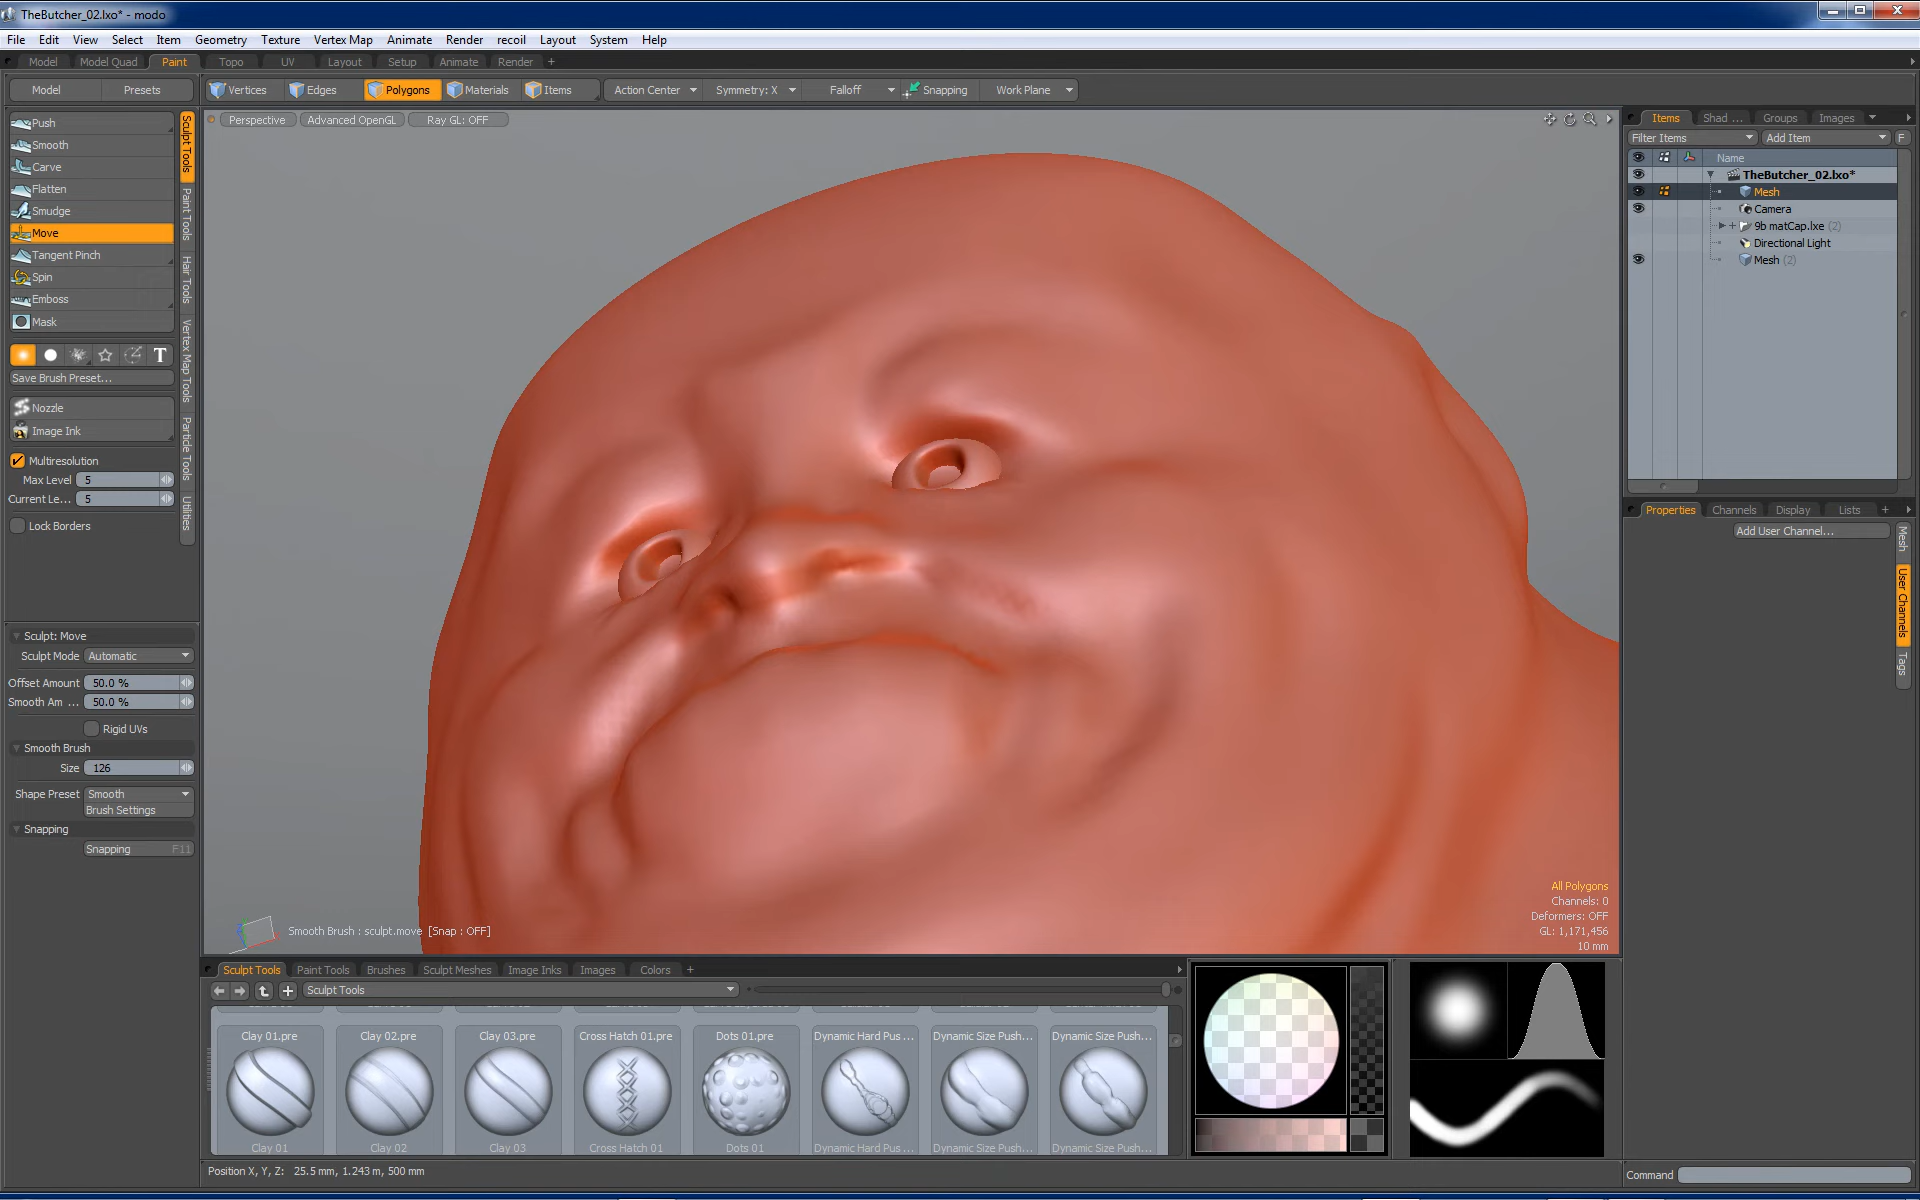 TheButcher_02.lxo* - modo
File Edit View Select Item Geometry Texture Vertex Map Animate Render recoil Layout System Help
Model Model Quad Paint Topo UV Layout Setup Animate Render +
Model Presets
Vertices Edges Polygons Materials Items Action Center Symmetry: X Falloff Snapping Work Plane
Push
Smooth
Carve
Flatten
Smudge
Move
Tangent Pinch
Spin
Emboss
Mask
T
Save Brush Preset...
Nozzle
Image Ink
Multiresolution
Max Level 5
Current Le... 5
Lock Borders
Sculpt Tools
Paint Tools
Hair Tools
Vertex Map Tools
Particle Tools
Utilities
Sculpt: Move
Sculpt Mode Automatic
Offset Amount 50.0 %
Smooth Am ... 50.0 %
Rigid UVs
Smooth Brush
Size 126
Shape Preset Smooth
Brush Settings
Snapping
Snapping F11
Perspective Advanced OpenGL Ray GL: OFF
Smooth Brush : sculpt.move [Snap : OFF]
All Polygons
Channels: 0
Deformers: OFF
GL: 1,171,456
10 mm
Items Shad ... Groups Images
Filter Items Add Item F
Name
TheButcher_02.lxo*
Mesh
Camera
9b matCap.lxe (2)
Directional Light
Mesh (2)
Properties Channels Display Lists +
Add User Channel...
Mesh
User Channels
Tags
Sculpt Tools Paint Tools Brushes Sculpt Meshes Image Inks Images Colors +
Sculpt Tools
Clay 01.pre Clay 02.pre Clay 03.pre Cross Hatch 01.pre Dots 01.pre Dynamic Hard Pus ... Dynamic Size Push... Dynamic Size Push...
Clay 01 Clay 02 Clay 03 Cross Hatch 01 Dots 01 Dynamic Hard Pus ... Dynamic Size Push... Dynamic Size Push...
Position X, Y, Z: 25.5 mm, 1.243 m, 500 mm
Command